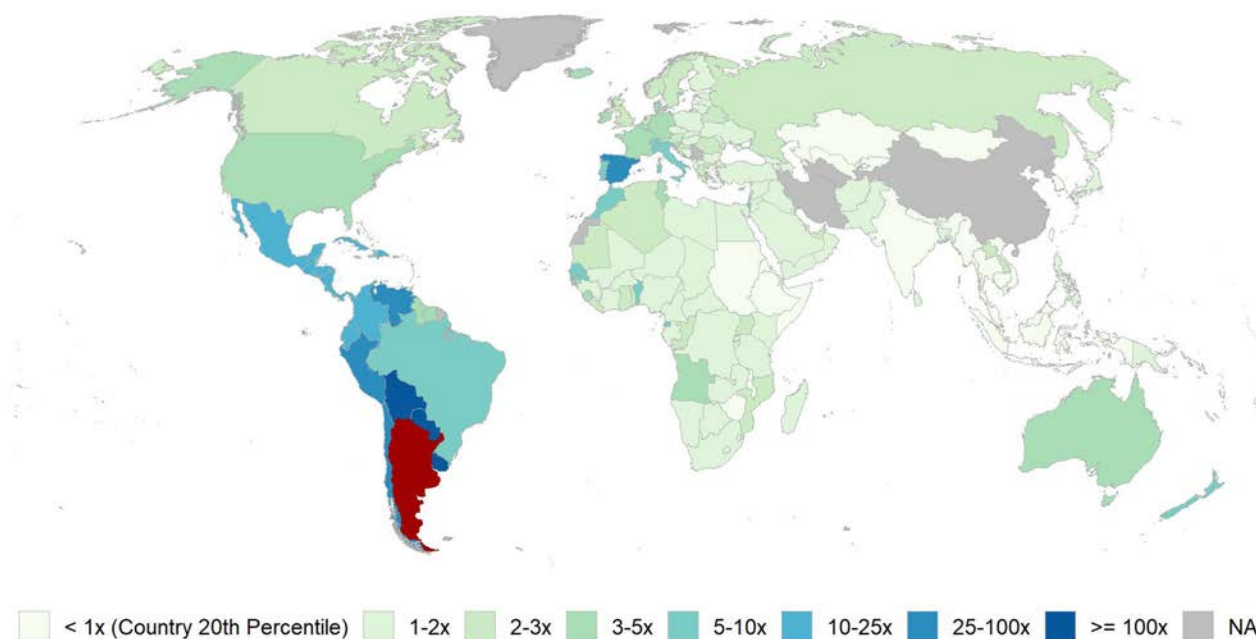 < 1x (Country 20th Percentile) 1-2x 2-3x 3-5x 5-10x 10-25x 25-100x >= 100x NA